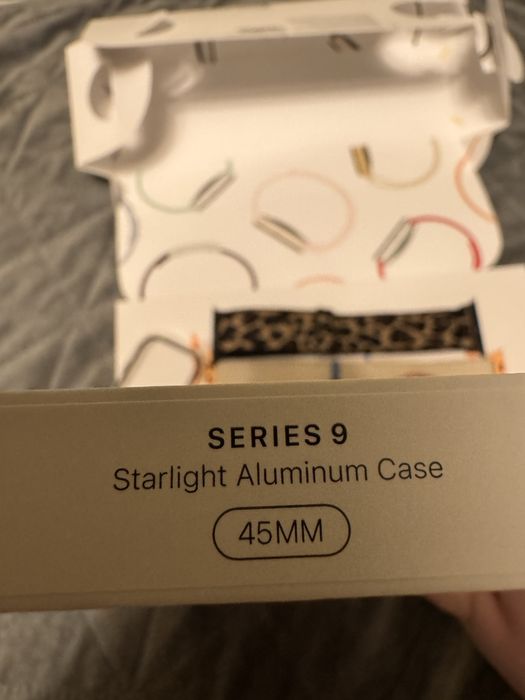 SERIES 9
Starlight Aluminum Case
45MM